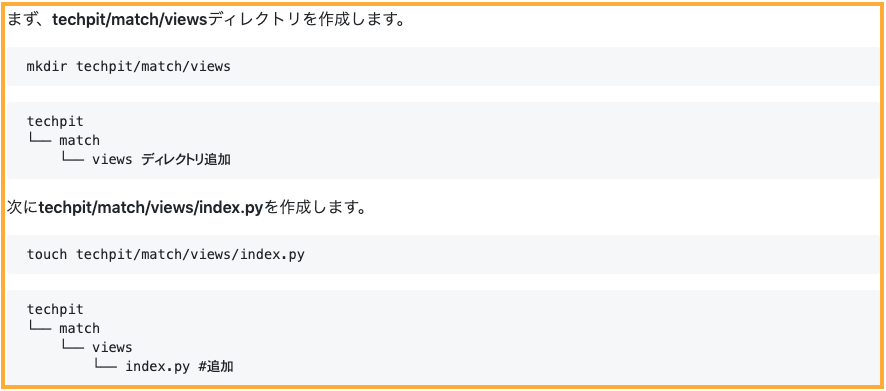 まず、techpit/match/viewsディレクトリを作成します。
mkdir techpit/match/views
techpit
└── match
    └── views ディレクトリ追加
次にtechpit/match/views/index.pyを作成します。
touch techpit/match/views/index.py
techpit
└── match
    └── views
        └── index.py #追加